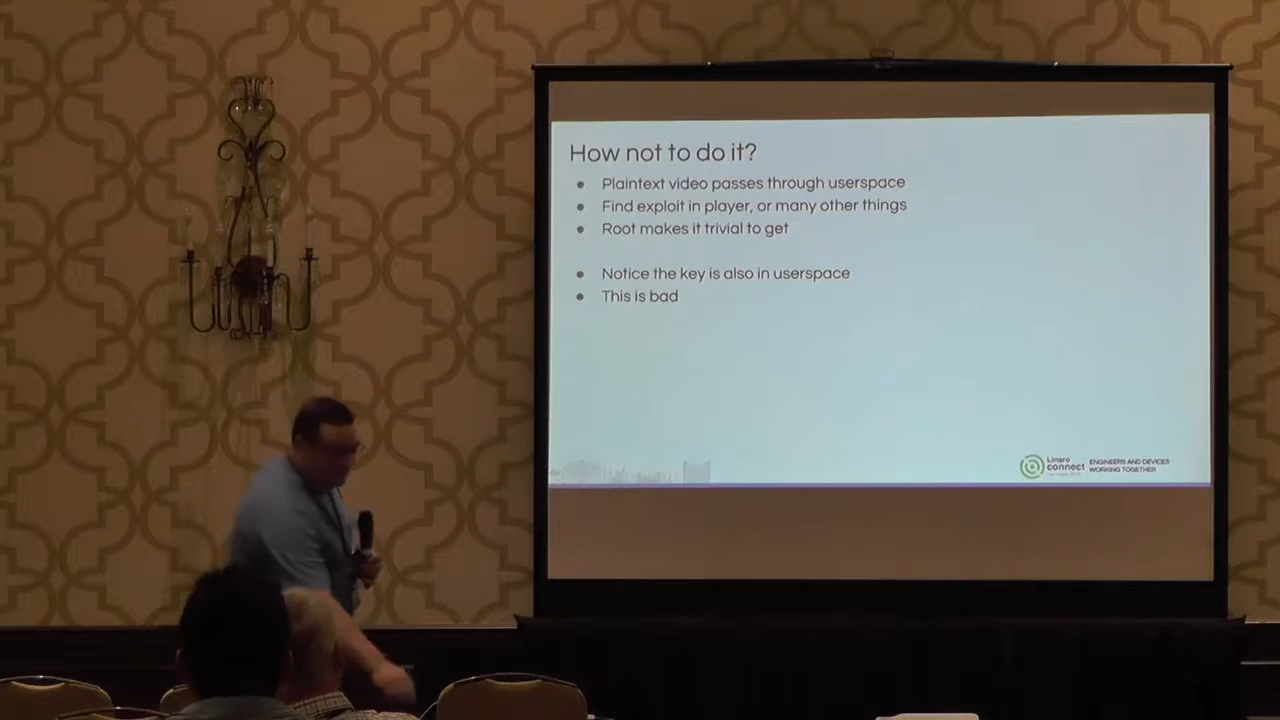 How not to do it?
● Plaintext video passes through userspace
● Find exploit in player, or many other things
● Root makes it trivial to get
● Notice the key is also in userspace
● This is bad
Linaro
connect
ENGINEERS AND DEVICES
WORKING TOGETHER